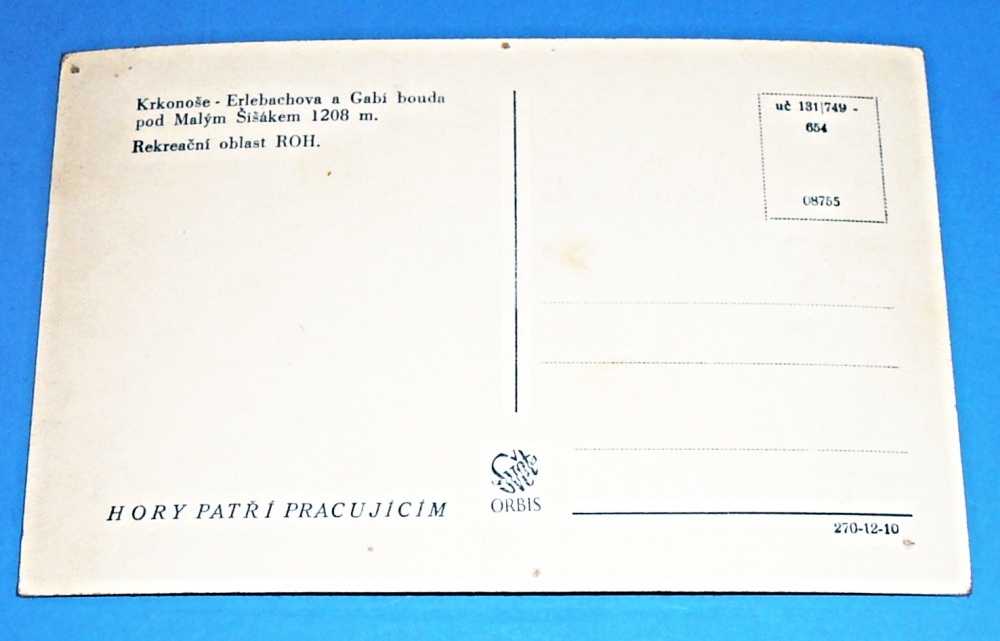 Krkonoše - Erlebachova a Gabi bouda
pod Malým Šišákem 1208 m.
Rekreační oblast ROH.
uč 131|749 -
654
08755
HORY PATŘÍ PRACUJÍCÍM
ORBIS
270-12-10